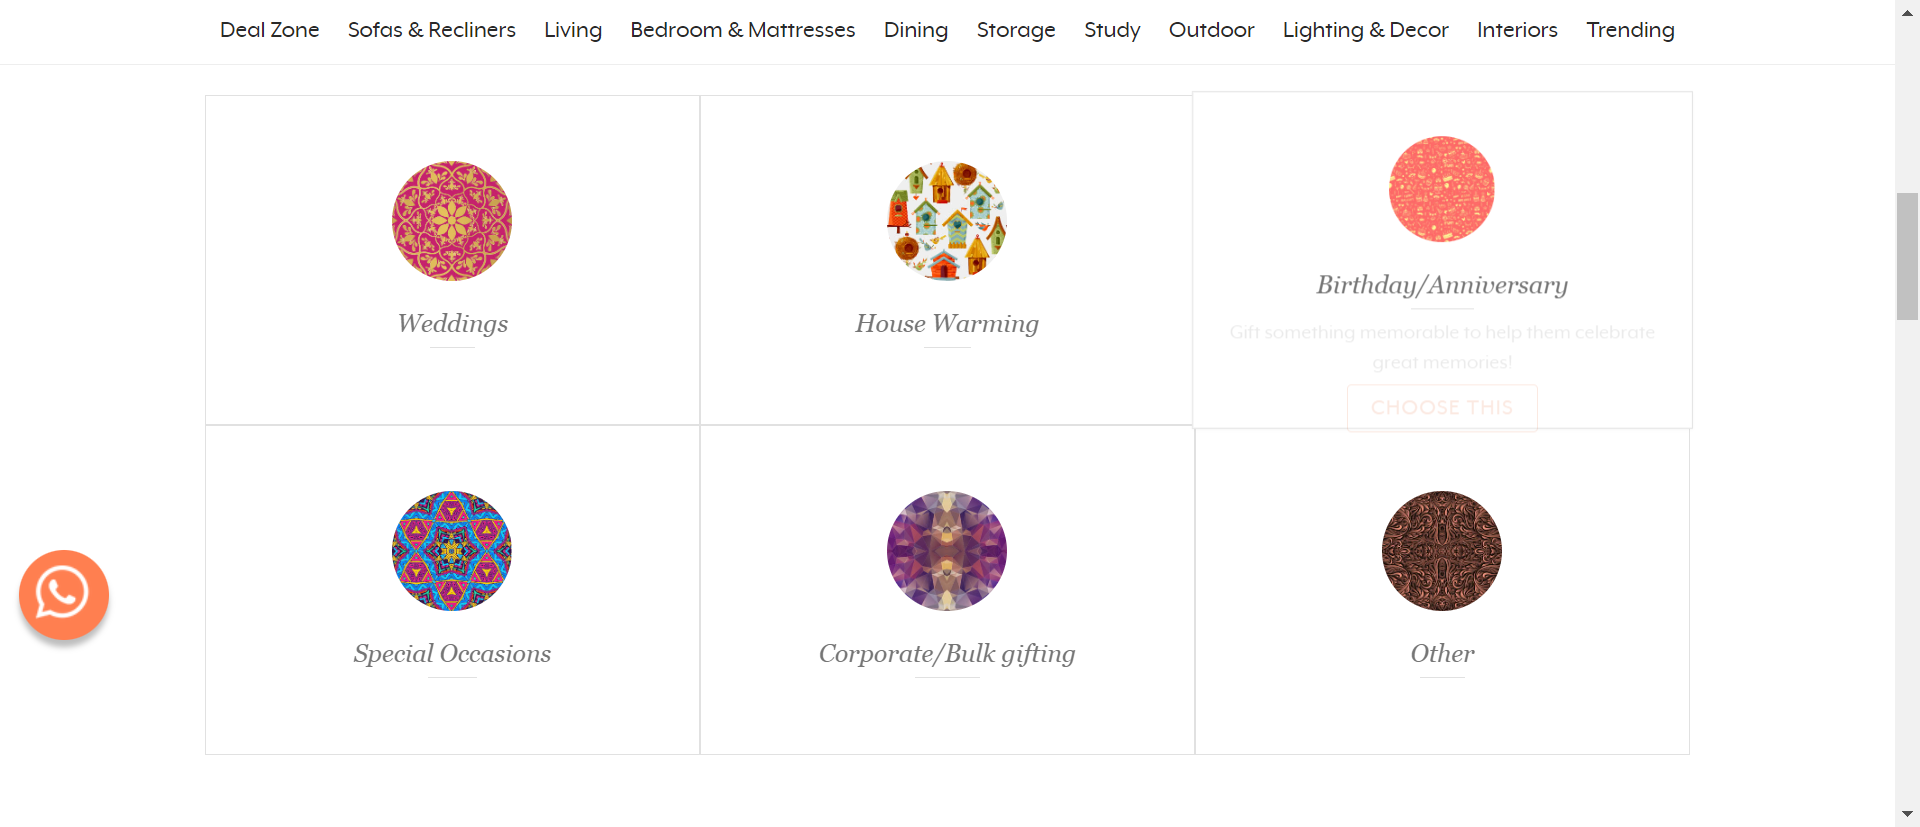 Deal Zone Sofas & Recliners Living Bedroom & Mattresses Dining Storage Study Outdoor Lighting & Decor Interiors Trending
Weddings
House Warming
Birthday/Anniversary
Gift something memorable to help them celebrate
great memories!
CHOOSE THIS
Special Occasions
Corporate/Bulk gifting
Other